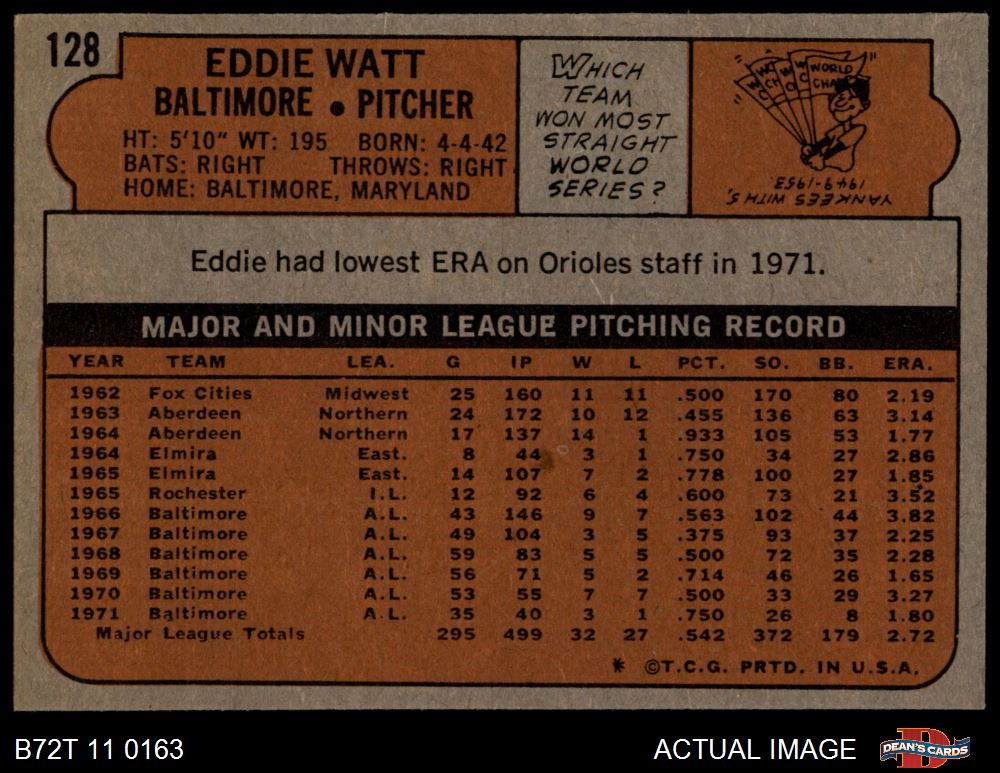 128
EDDIE WATT
BALTIMORE • PITCHER
HT: 5'10" WT: 195 BORN: 4-4-42
BATS: RIGHT THROWS: RIGHT
HOME: BALTIMORE, MARYLAND
WHICH
TEAM
WON MOST
STRAIGHT
WORLD
SERIES?
WORLD
YANKEES WITH 5,
1949-1953
Eddie had lowest ERA on Orioles staff in 1971.
MAJOR AND MINOR LEAGUE PITCHING RECORD
YEAR TEAM LEA. G IP W L PCT. SO. BB. ERA.
1962 Fox Cities Midwest 25 160 11 11 .500 170 80 2.19
1963 Aberdeen Northern 24 172 10 12 .455 136 63 3.14
1964 Aberdeen Northern 17 137 14 1 .933 105 53 1.77
1964 Elmira East. 8 44 3 1 .750 34 27 2.86
1965 Elmira East. 14 107 7 2 .778 100 27 1.85
1965 Rochester I.L. 12 92 6 4 .600 73 21 3.52
1966 Baltimore A.L. 43 146 9 7 .563 102 44 3.82
1967 Baltimore A.L. 49 104 3 5 .375 93 37 2.25
1968 Baltimore A.L. 59 83 5 5 .500 72 35 2.28
1969 Baltimore A.L. 56 71 5 2 .714 46 26 1.65
1970 Baltimore A.L. 53 55 7 7 .500 33 29 3.27
1971 Baltimore A.L. 35 40 3 1 .750 26 8 1.80
Major League Totals 295 499 32 27 .542 372 179 2.72
* ©T.C.G. PRTD. IN U.S.A.
B72T 11 0163
ACTUAL IMAGE
DEAN'S CARDS